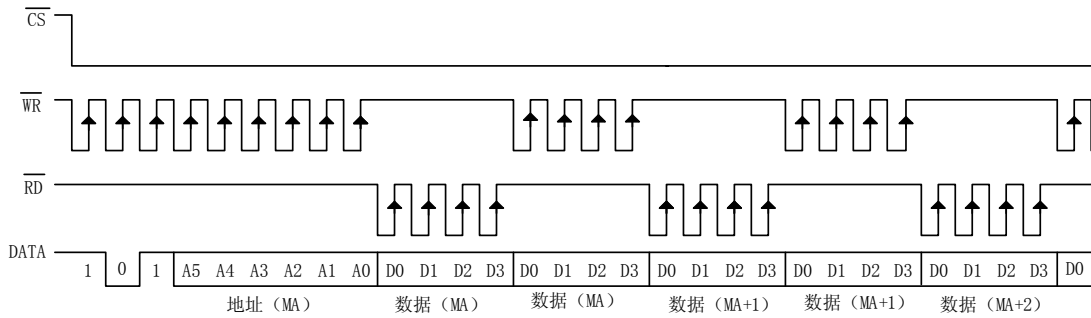 CS
WR
RD
DATA 1 0 1 A5 A4 A3 A2 A1 A0 D0 D1 D2 D3 D0 D1 D2 D3 D0 D1 D2 D3 D0 D1 D2 D3 D0 D1 D2 D3 D0
地址（MA） 数据（MA） 数据（MA） 数据（MA+1） 数据（MA+1） 数据（MA+2）